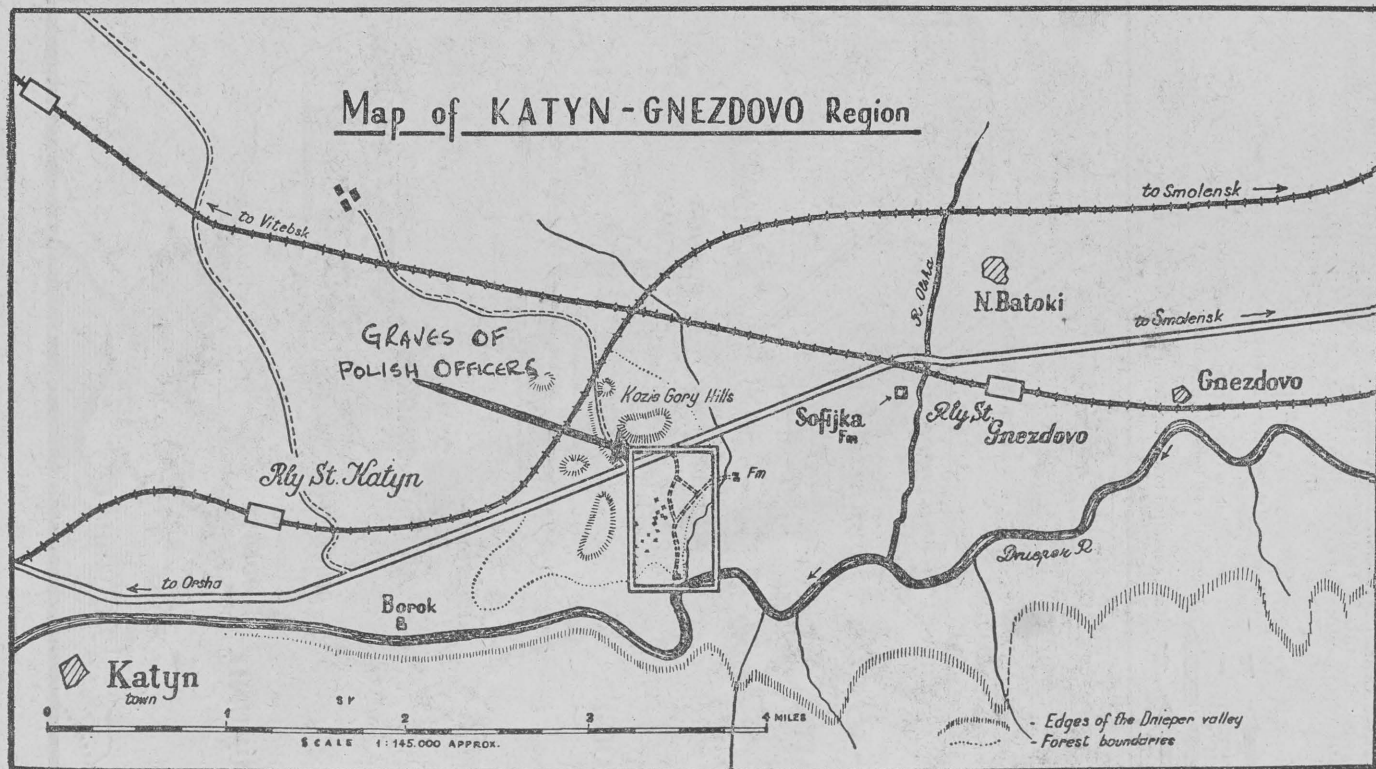 Map of KATYN-GNEZDOVO Region
to Smolensk
to Vitebsk
R. Olsha
N. Batoki
to Smolensk
GRAVES OF
POLISH OFFICERS
Kozie Gory Hills
Gnezdovo
Sofijka
Fm
Rly St.
Gnezdovo
Fm
Rly St. Katyn
Dnieper R
to Orsha
Borok
Katyn
town
0 1 2 3 4 MILES
SCALE 1:145.000 APPROX.
- Edges of the Dnieper valley
- Forest boundaries